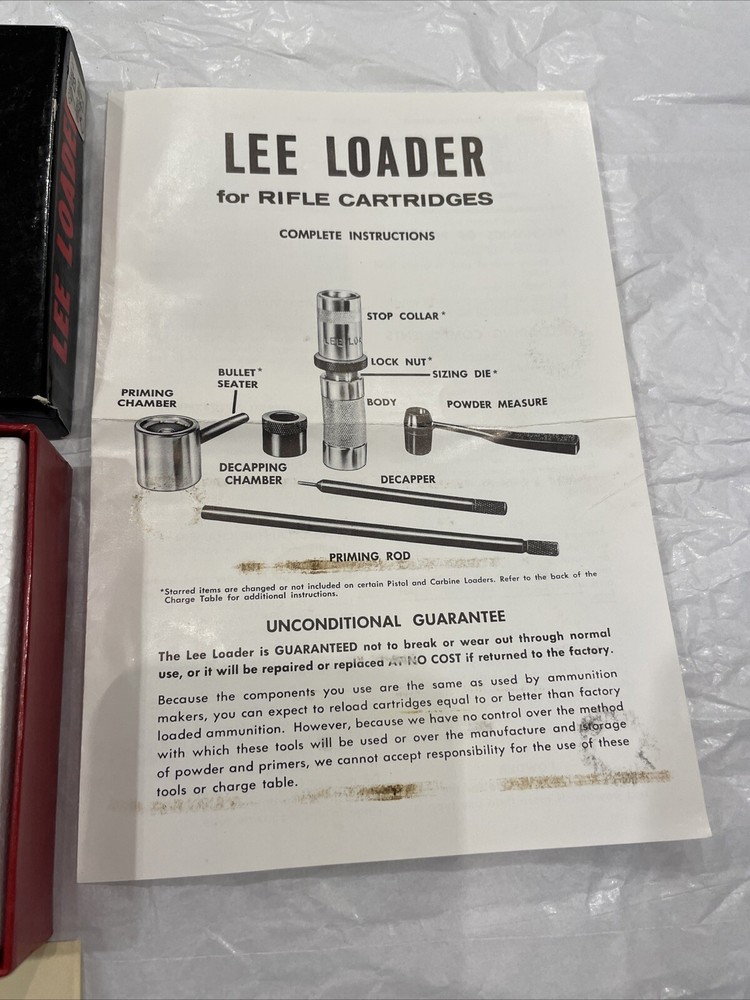 LEE LOADER
LEE LOADER
for RIFLE CARTRIDGES
COMPLETE INSTRUCTIONS
STOP COLLAR*
LEE LO
LOCK NUT*
SIZING DIE*
BULLET*
SEATER
PRIMING
CHAMBER
BODY
POWDER MEASURE
DECAPPING
CHAMBER
DECAPPER
PRIMING ROD
*Starred items are changed or not included on certain Pistol and Carbine Loaders. Refer to the back of the
Charge Table for additional instructions.
UNCONDITIONAL GUARANTEE
The Lee Loader is GUARANTEED not to break or wear out through normal
use, or it will be repaired or replaced AT NO COST if returned to the factory.
Because the components you use are the same as used by ammunition
makers, you can expect to reload cartridges equal to or better than factory
loaded ammunition. However, because we have no control over the method
with which these tools will be used or over the manufacture and storage
of powder and primers, we cannot accept responsibility for the use of these
tools or charge table.